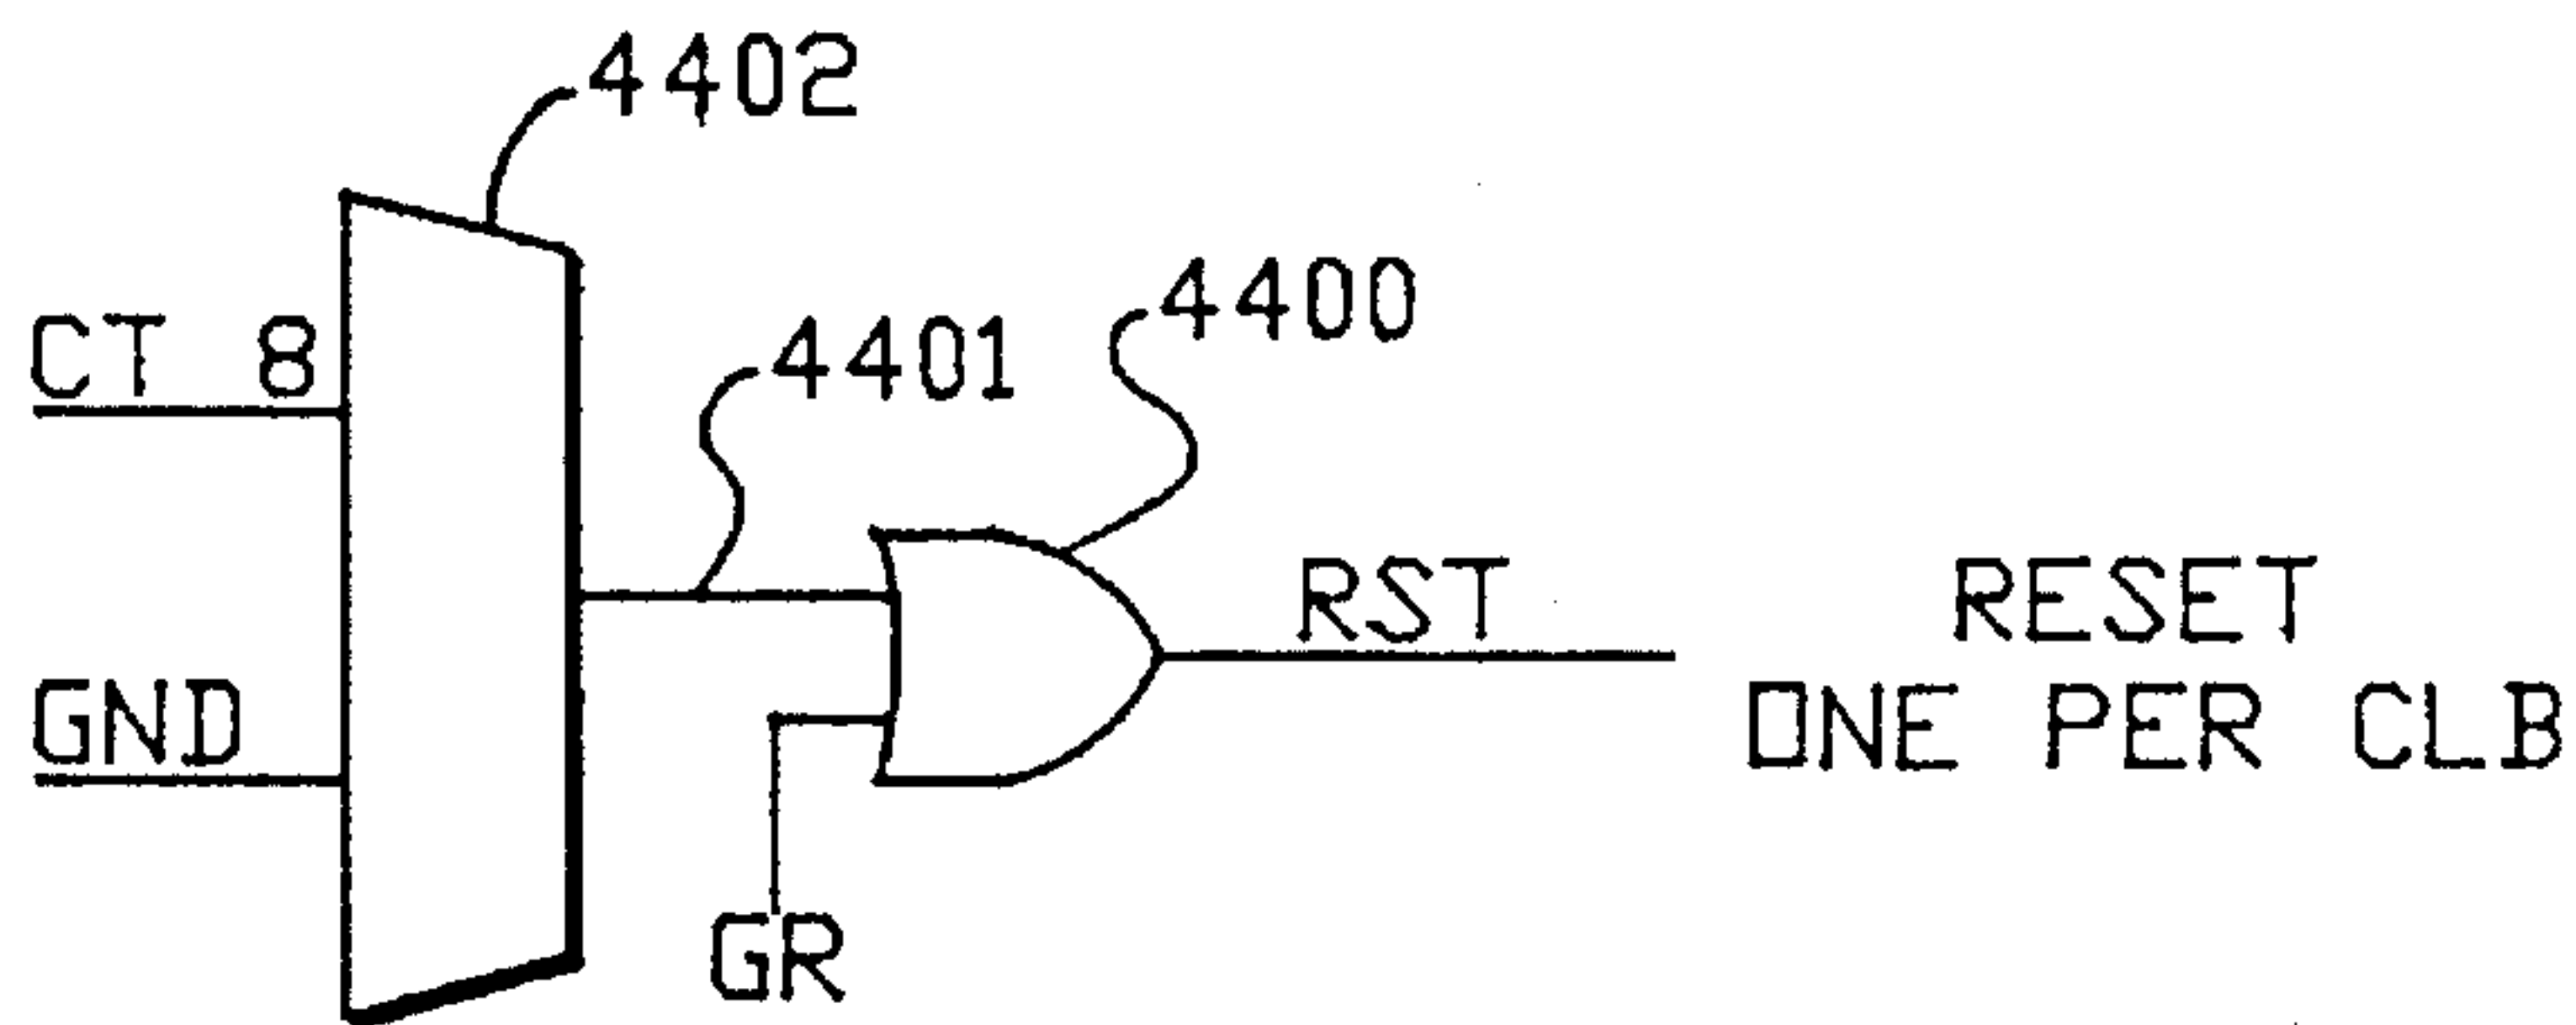 4402
4400
CT 8
4401
RST
RESET
GND
ONE PER CLB
GR